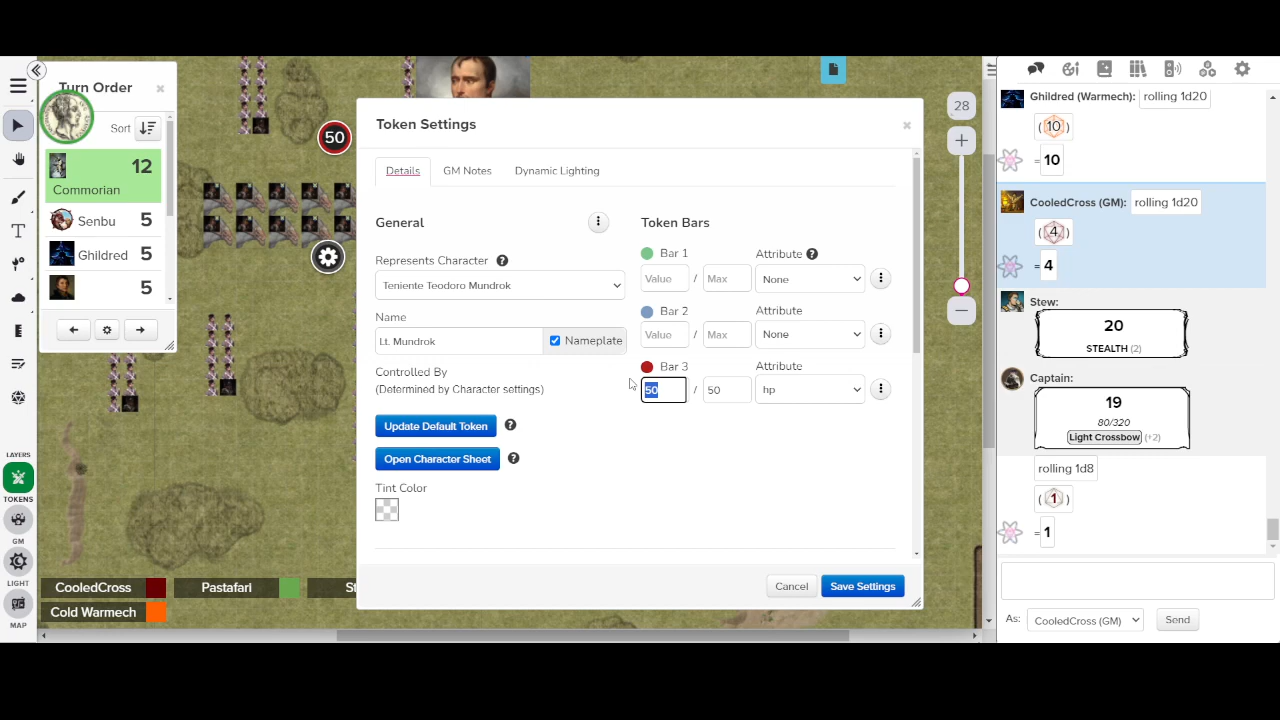 Turn Order
Sort
12
Commorian
Senbu
5
Ghildred
5
5
LAYERS
TOKENS
GM
LIGHT
MAP
CooledCross
Pastafari
St
Cold Warmech
50
Token Settings
Details
GM Notes
Dynamic Lighting
General
Represents Character
Teniente Teodoro Mundrok
Name
Lt. Mundrok
Nameplate
Controlled By
(Determined by Character settings)
Update Default Token
Open Character Sheet
Tint Color
Token Bars
Bar 1
Attribute
Value / Max
None
Bar 2
Attribute
Value / Max
None
Bar 3
Attribute
50 / 50
hp
Cancel
Save Settings
28
Ghildred (Warmech): rolling 1d20
(10)
= 10
CooledCross (GM): rolling 1d20
(4)
= 4
Stew:
20
STEALTH (2)
Captain:
19
80/320
Light Crossbow (+2)
rolling 1d8
(1)
= 1
As: CooledCross (GM)
Send